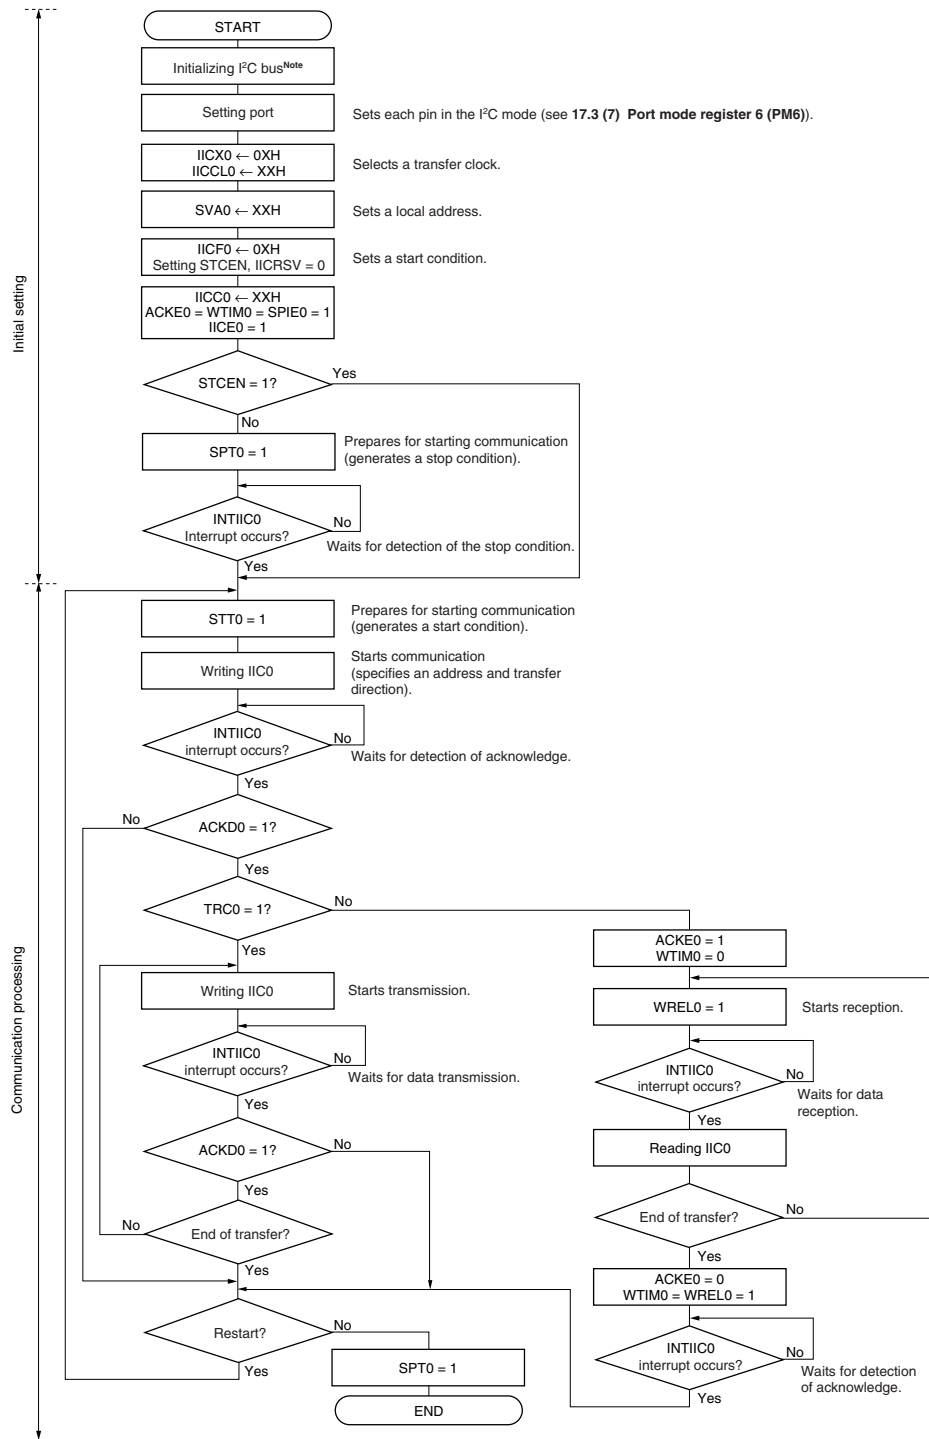 START
Initializing I²C bus^Note
Setting port
Sets each pin in the I²C mode (see 17.3 (7) Port mode register 6 (PM6)).
IICX0 ← 0XH
IICCL0 ← XXH
Selects a transfer clock.
SVA0 ← XXH
Sets a local address.
IICF0 ← 0XH
Setting STCEN, IICRSV = 0
Sets a start condition.
IICC0 ← XXH
ACKE0 = WTIM0 = SPIE0 = 1
IICE0 = 1
Initial setting
STCEN = 1?
Yes
No
SPT0 = 1
Prepares for starting communication
(generates a stop condition).
INTIIC0
Interrupt occurs?
No
Waits for detection of the stop condition.
Yes
STT0 = 1
Prepares for starting communication
(generates a start condition).
Writing IIC0
Starts communication
(specifies an address and transfer
direction).
INTIIC0
interrupt occurs?
No
Waits for detection of acknowledge.
Yes
No
ACKD0 = 1?
Yes
TRC0 = 1?
No
Yes
Communication processing
Writing IIC0
Starts transmission.
INTIIC0
interrupt occurs?
No
Waits for data transmission.
Yes
ACKD0 = 1?
No
Yes
No
End of transfer?
Yes
Restart?
No
Yes
SPT0 = 1
END
ACKE0 = 1
WTIM0 = 0
WREL0 = 1
Starts reception.
INTIIC0
interrupt occurs?
No
Waits for data
reception.
Yes
Reading IIC0
End of transfer?
No
Yes
ACKE0 = 0
WTIM0 = WREL0 = 1
INTIIC0
interrupt occurs?
No
Waits for detection
of acknowledge.
Yes